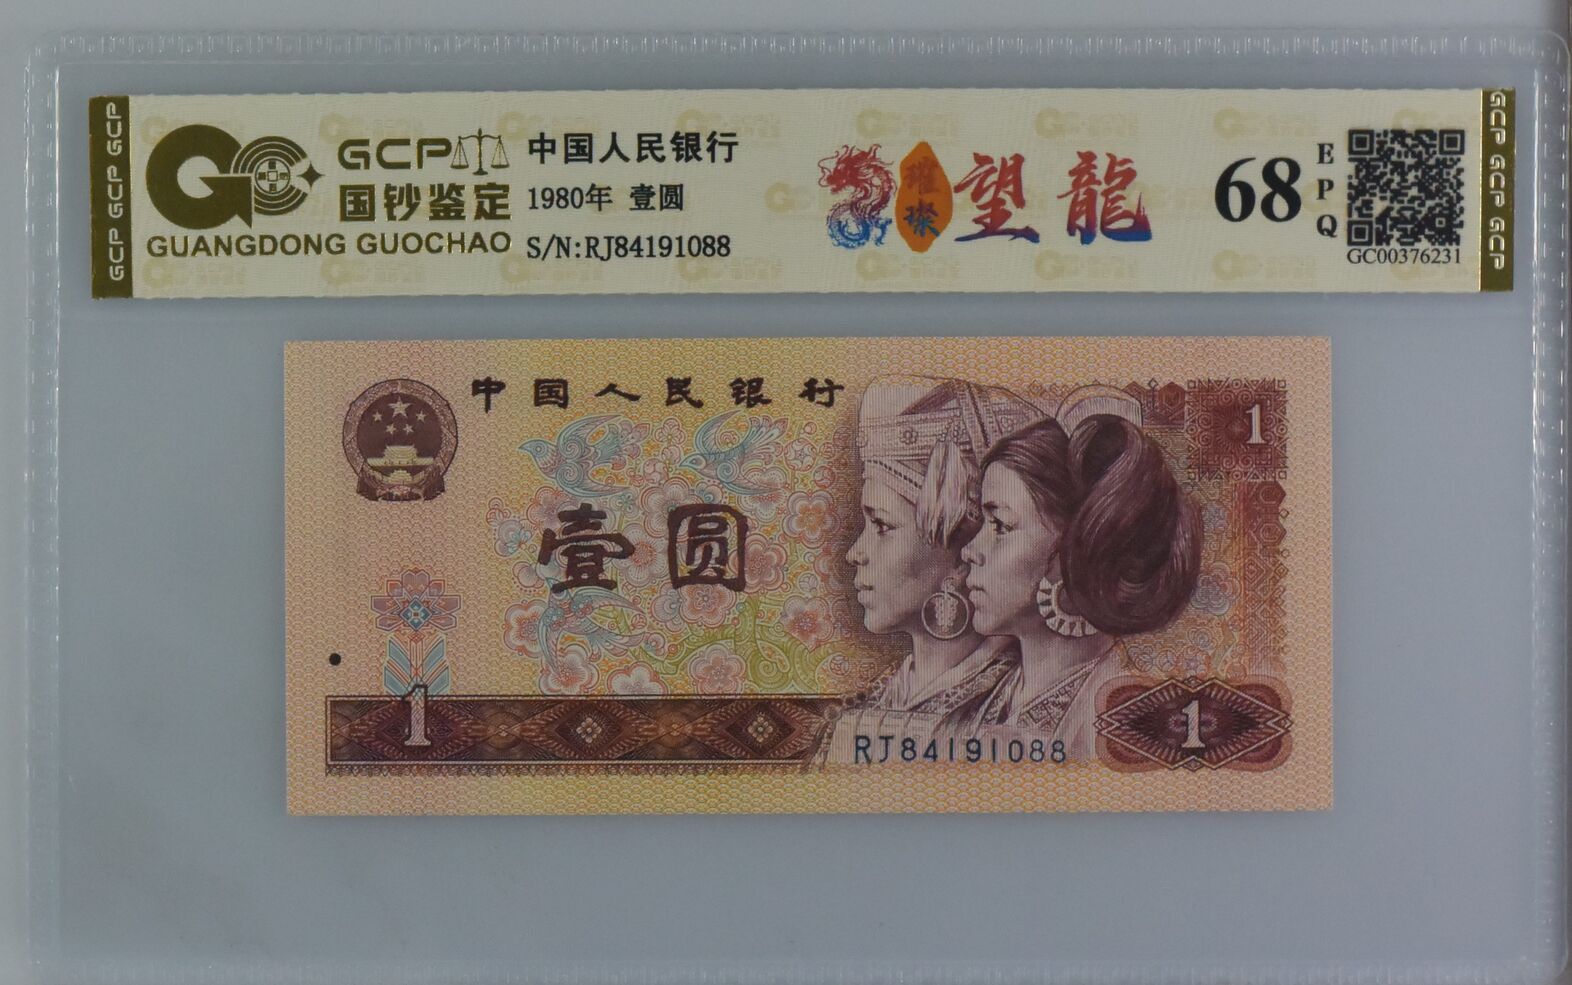 GCP GCP GCP
GC
GCP
国钞鉴定
GUANGDONG GUOCHAO
中国人民银行
1980年 壹圆
S/N:RJ84191088
璀璨
望龍
68
EPQ
GC00376231
GCP GCP GCP
中国人民银行
1
壹圆
1
1
RJ84191088